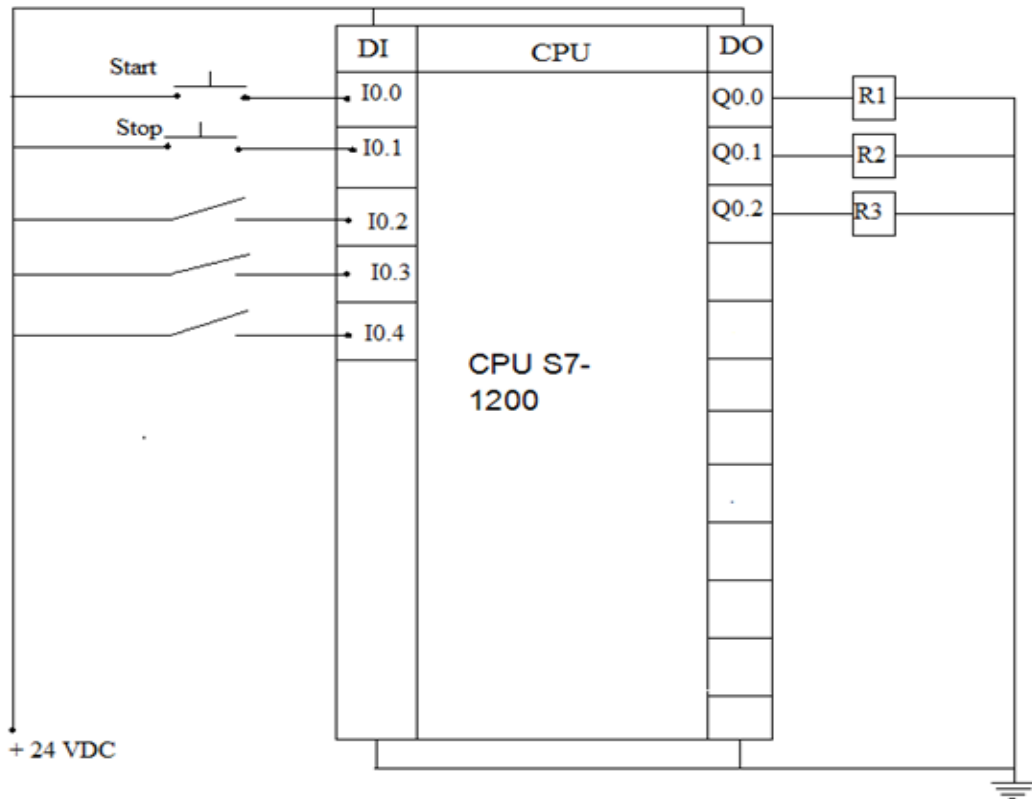 DI
CPU
DO
Start
I0.0
Q0.0
R1
Stop
I0.1
Q0.1
R2
I0.2
Q0.2
R3
I0.3
I0.4
CPU S7-
1200
+ 24 VDC